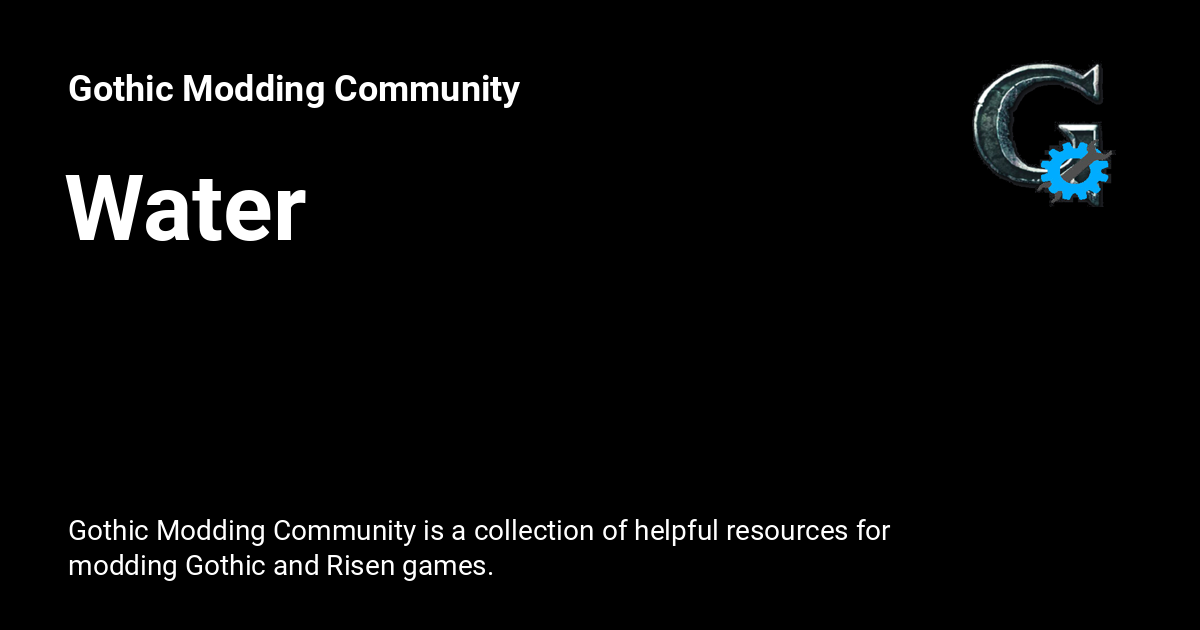 Gothic Modding Community
Water
Gothic Modding Community is a collection of helpful resources for
modding Gothic and Risen games.